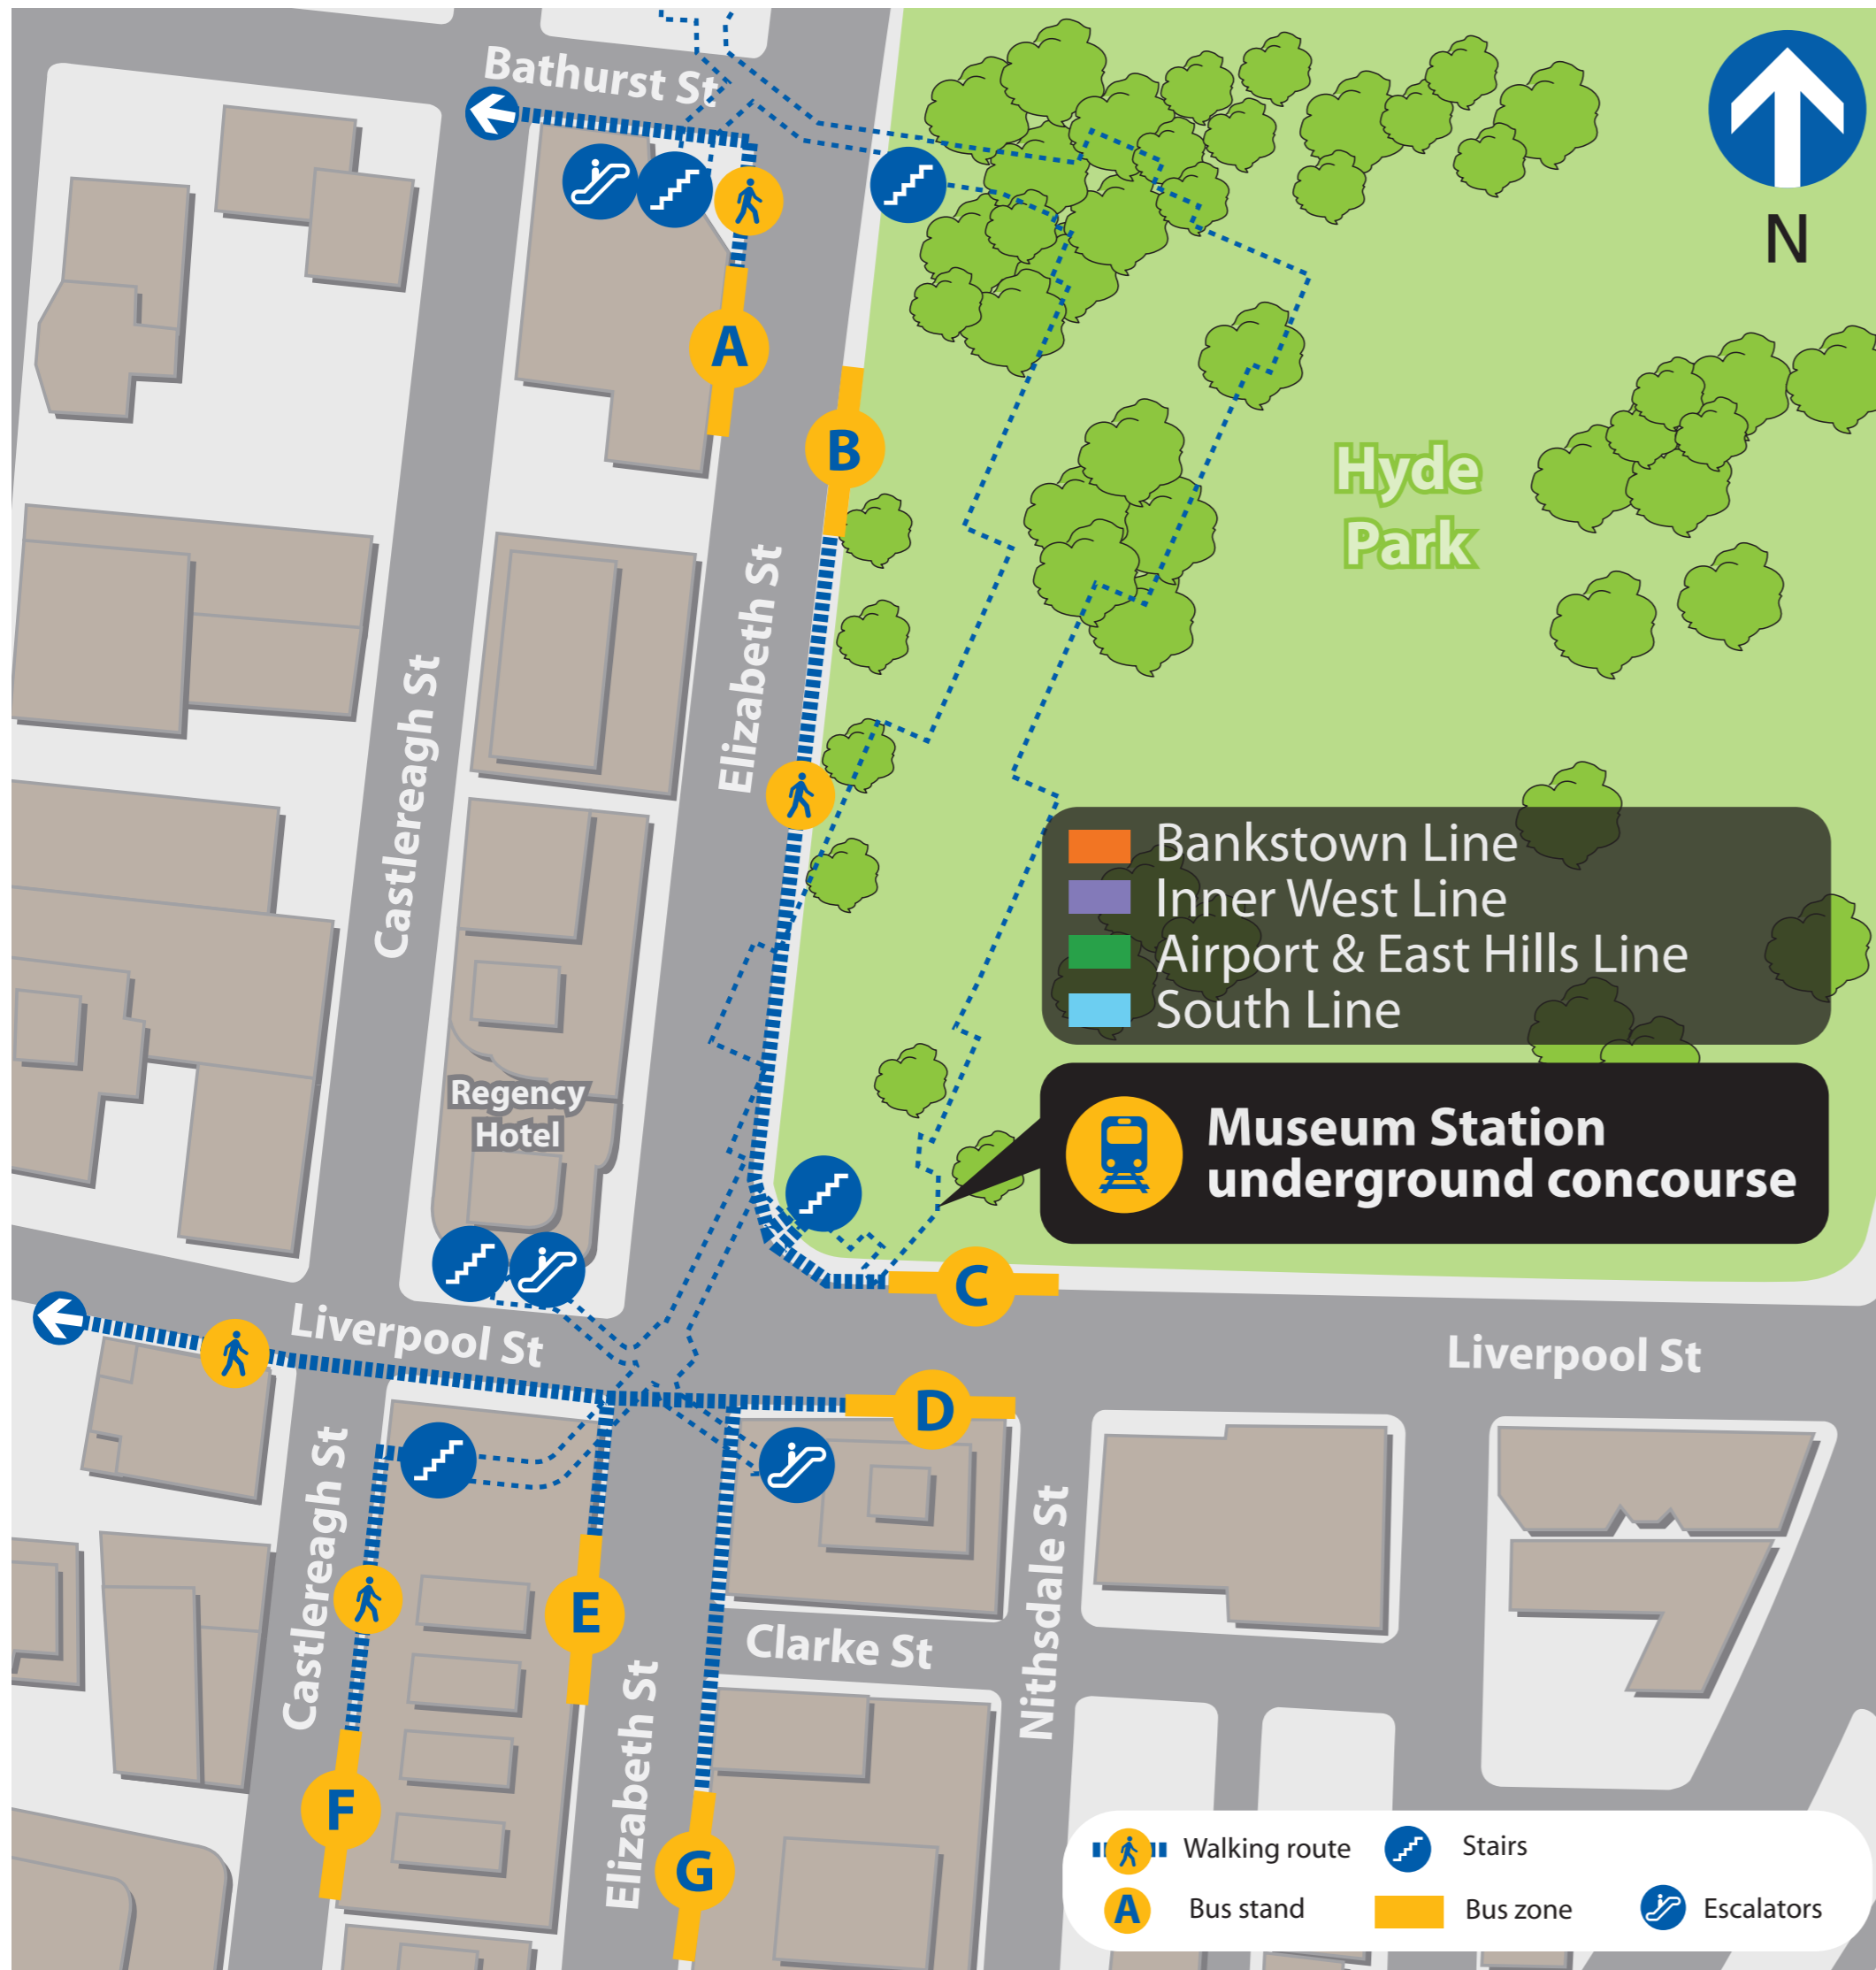 Bathurst St
N
A
B
Hyde
Park
Elizabeth St
Castlereagh St
Bankstown Line
Inner West Line
Airport & East Hills Line
South Line
Regency
Hotel
Museum Station
underground concourse
C
Liverpool St
Liverpool St
D
Castlereagh St
E
Clarke St
Nithsdale St
Elizabeth St
F
G
Walking route
Stairs
A
Bus stand
Bus zone
Escalators